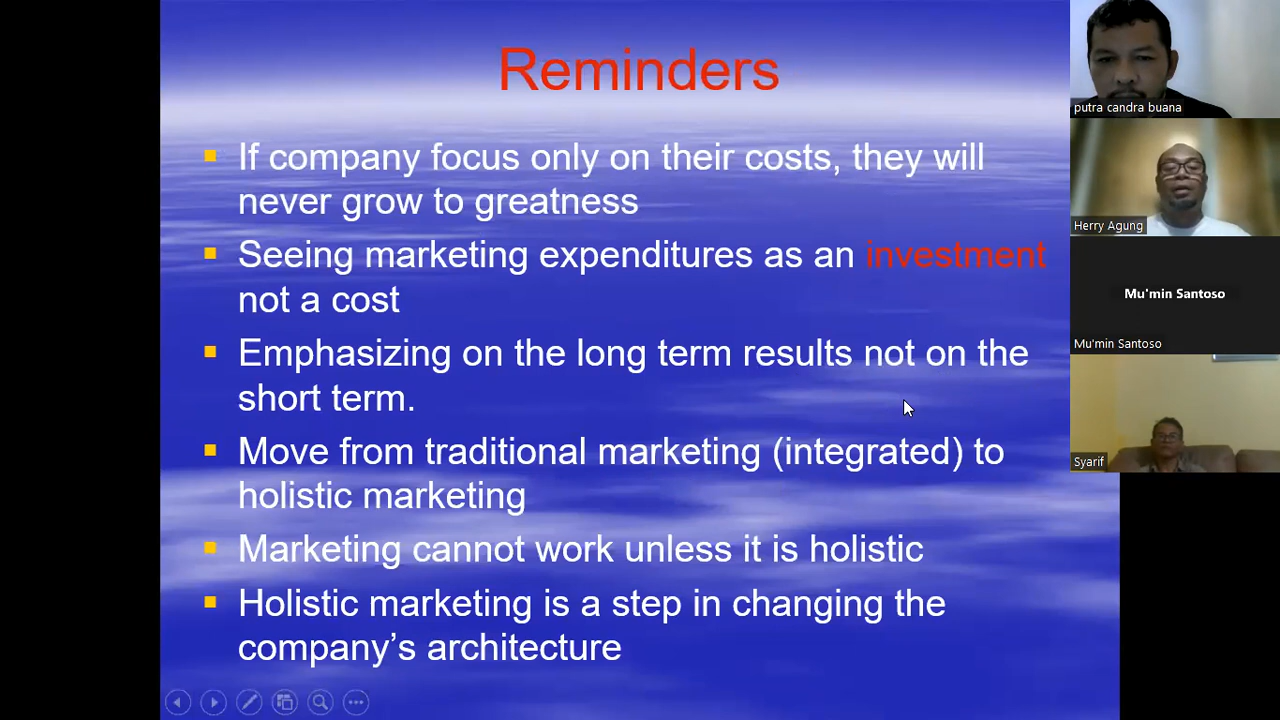 Reminders
If company focus only on their costs, they will
never grow to greatness
Seeing marketing expenditures as an investment
not a cost
Emphasizing on the long term results not on the
short term.
Move from traditional marketing (integrated) to
holistic marketing
Marketing cannot work unless it is holistic
Holistic marketing is a step in changing the
company's architecture
putra candra buana
Herry Agung
Mu'min Santoso
Mu'min Santoso
Syarif